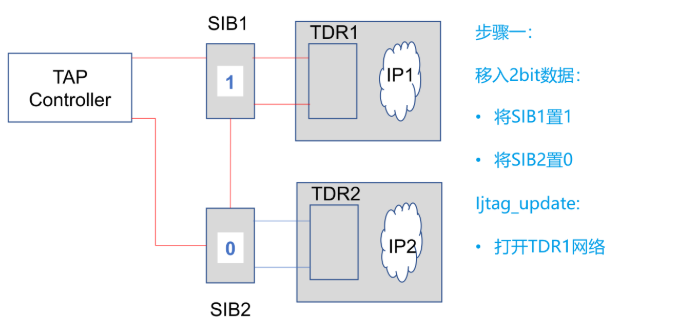 SIB1
TDR1
TAP
Controller
1
IP1
TDR2
0
IP2
SIB2
步骤一：
移入2bit数据：
• 将SIB1置1
• 将SIB2置0
Ijtag_update:
• 打开TDR1网络